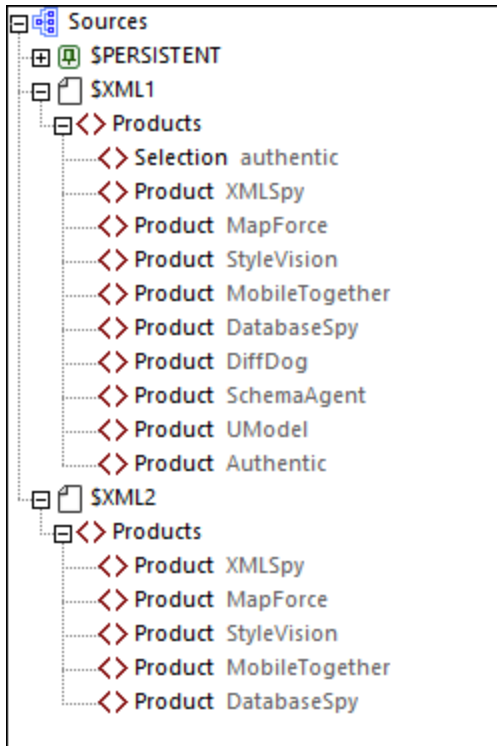 Sources
$PERSISTENT
$XML1
Products
Selection authentic
Product XMLSpy
Product MapForce
Product StyleVision
Product MobileTogether
Product DatabaseSpy
Product DiffDog
Product SchemaAgent
Product UModel
Product Authentic
$XML2
Products
Product XMLSpy
Product MapForce
Product StyleVision
Product MobileTogether
Product DatabaseSpy